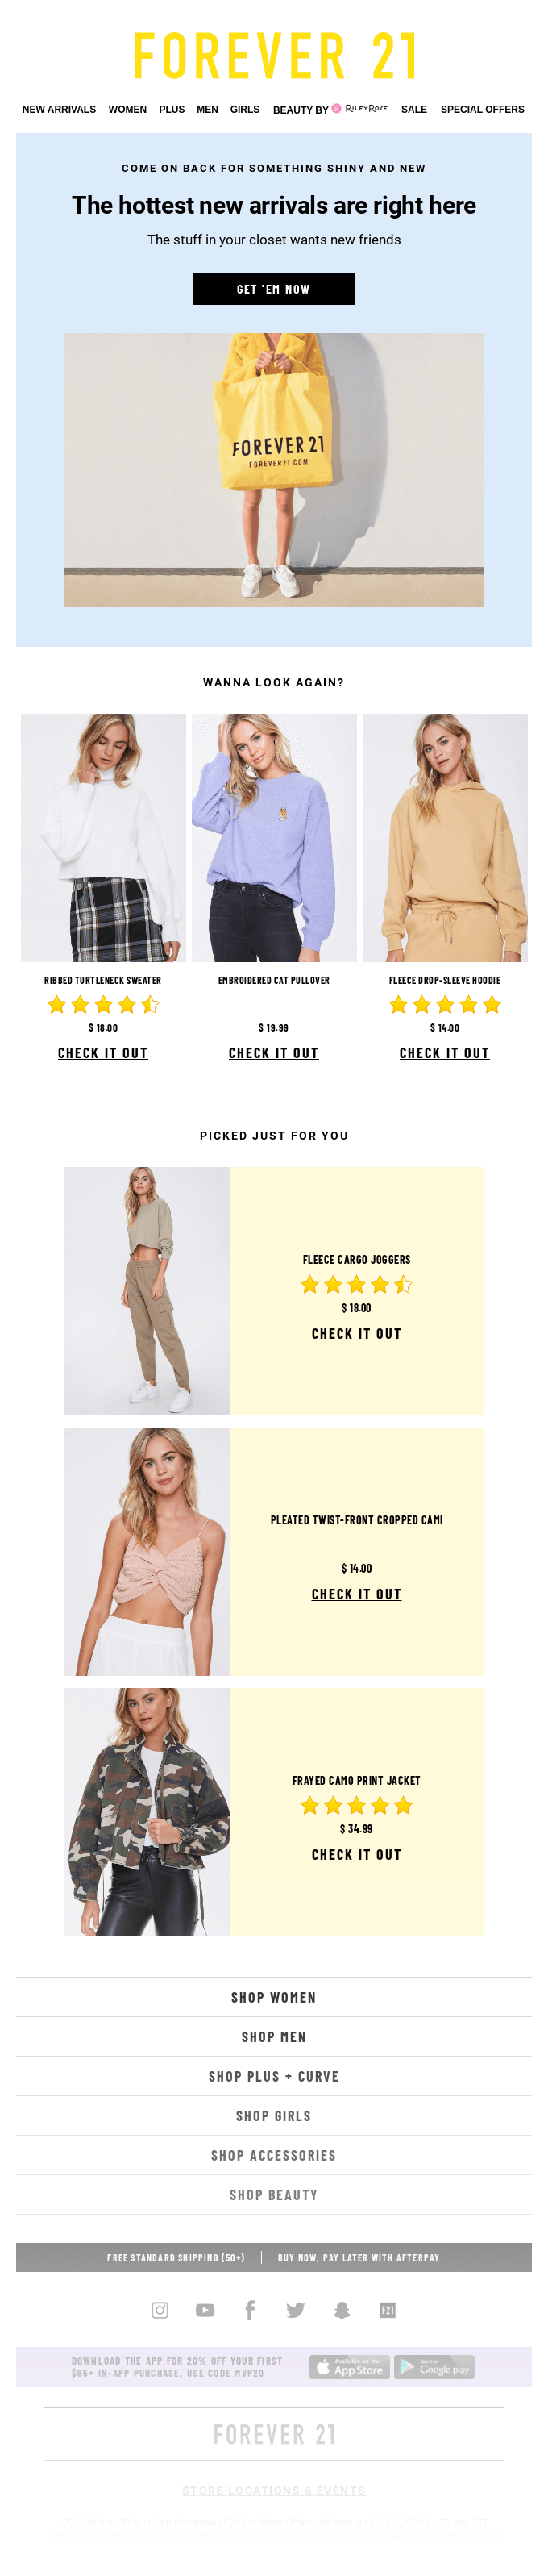 FOREVER 21
NEW ARRIVALS WOMEN PLUS MEN GIRLS BEAUTY BY RILEYROSE SALE SPECIAL OFFERS
COME ON BACK FOR SOMETHING SHINY AND NEW
The hottest new arrivals are right here
The stuff in your closet wants new friends
GET 'EM NOW
FOREVER 21
FOREVER21.COM
WANNA LOOK AGAIN?
RIBBED TURTLENECK SWEATER
$ 18.00
CHECK IT OUT
EMBROIDERED CAT PULLOVER
$ 19.99
CHECK IT OUT
FLEECE DROP-SLEEVE HOODIE
$ 14.00
CHECK IT OUT
PICKED JUST FOR YOU
FLEECE CARGO JOGGERS
$ 18.00
CHECK IT OUT
PLEATED TWIST-FRONT CROPPED CAMI
$ 14.00
CHECK IT OUT
FRAYED CAMO PRINT JACKET
$ 34.99
CHECK IT OUT
SHOP WOMEN
SHOP MEN
SHOP PLUS + CURVE
SHOP GIRLS
SHOP ACCESSORIES
SHOP BEAUTY
FREE STANDARD SHIPPING (50+) BUY NOW, PAY LATER WITH AFTERPAY
F21
DOWNLOAD THE APP FOR 20% OFF YOUR FIRST
$65+ IN-APP PURCHASE, USE CODE MVP20
Available on the
App Store
Google play
FOREVER 21
STORE LOCATIONS & EVENTS